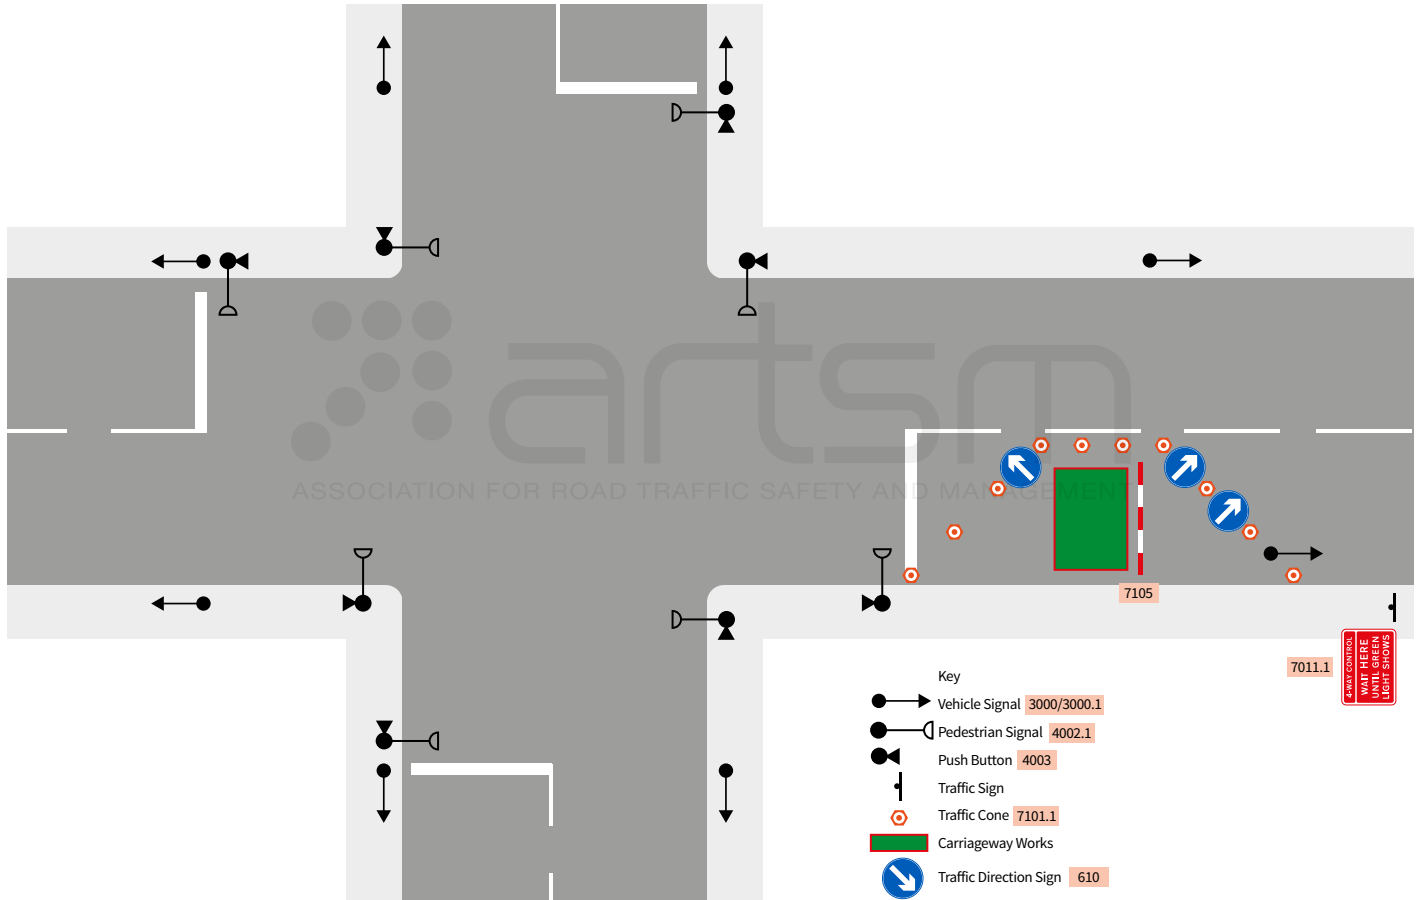 artsm
ASSOCIATION FOR ROAD TRAFFIC SAFETY AND MANAGEMENT
7105
7011.1
4-WAY CONTROL
WAIT HERE
UNTIL GREEN
LIGHT SHOWS
Key
Vehicle Signal 3000/3000.1
Pedestrian Signal 4002.1
Push Button 4003
Traffic Sign
Traffic Cone 7101.1
Carriageway Works
Traffic Direction Sign 610